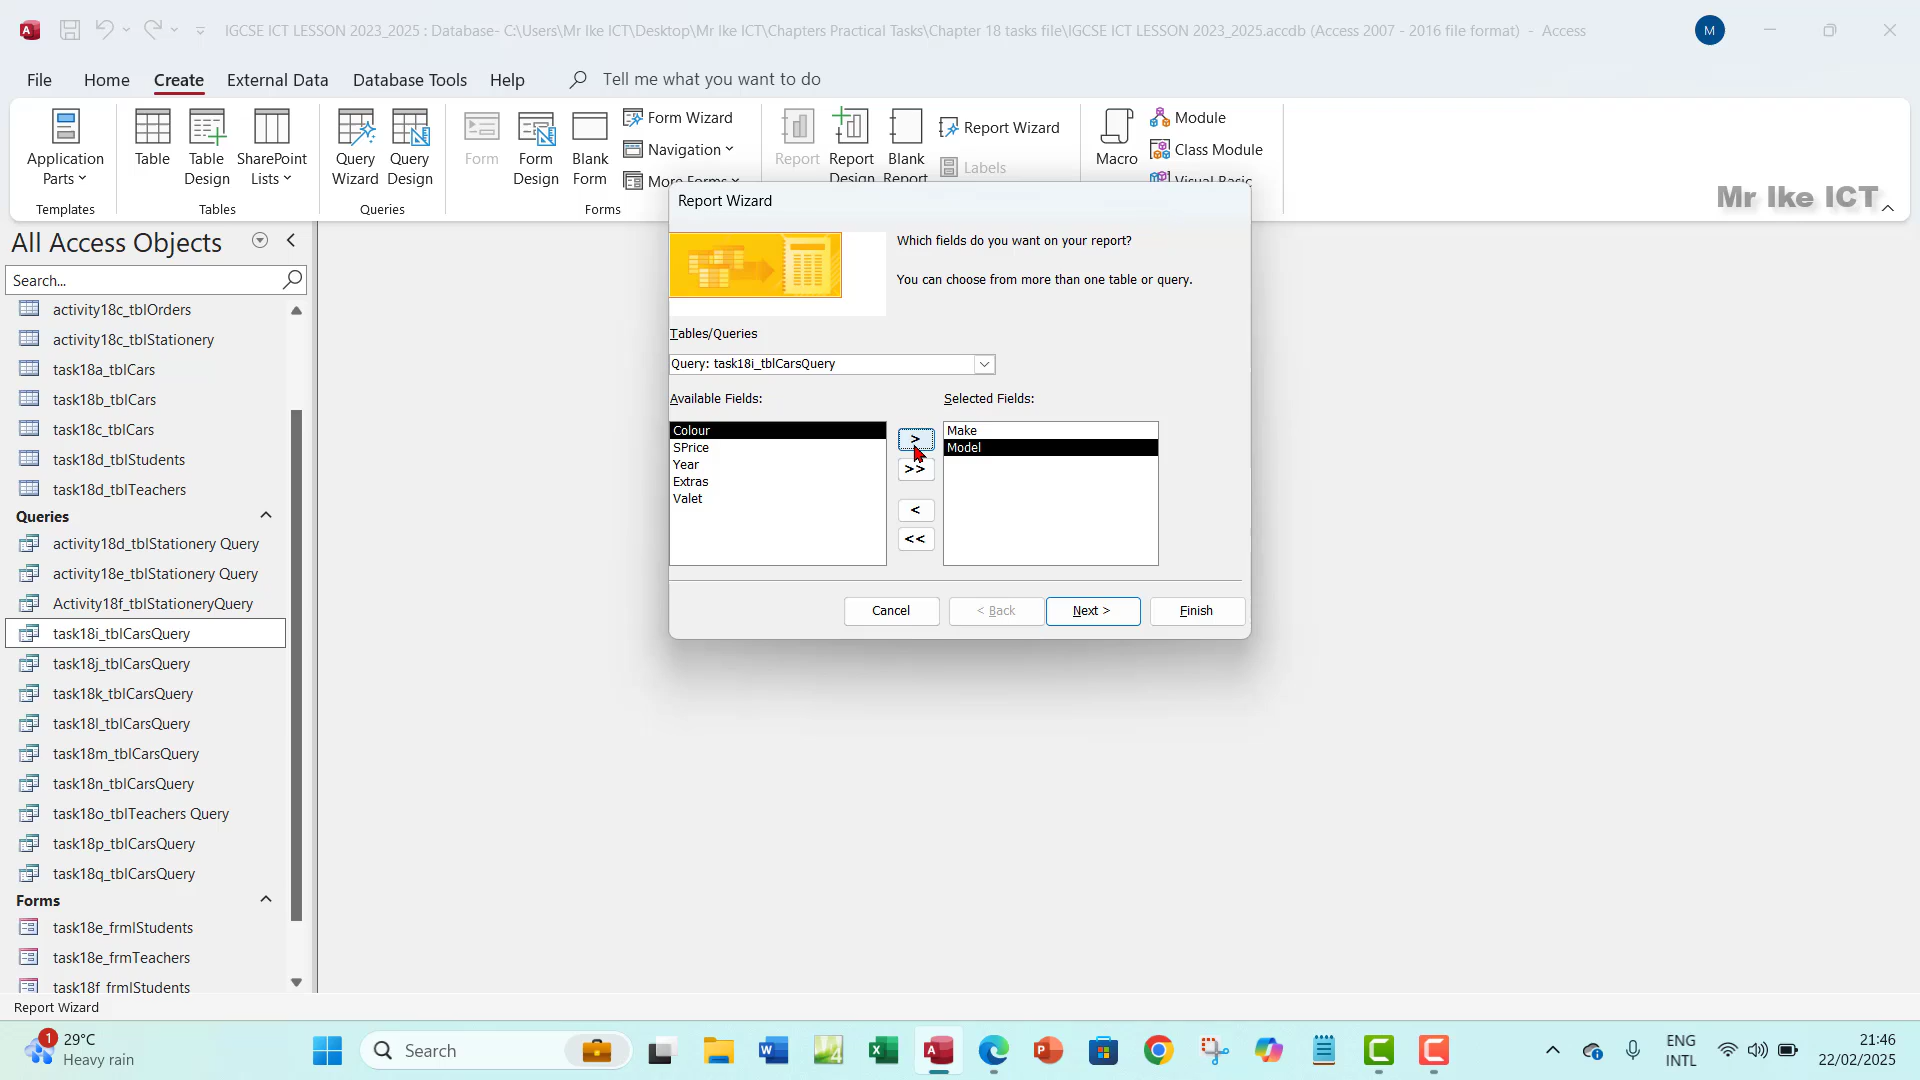 IGCSE ICT LESSON 2023_2025 : Database- C:\Users\Mr Ike ICT\Desktop\Mr Ike ICT\Chapters Practical Tasks\Chapter 18 tasks file\IGCSE ICT LESSON 2023_2025.accdb (Access 2007 - 2016 file format) - Access
M
File Home Create External Data Database Tools Help Tell me what you want to do
Application Parts
Templates
Table
Table Design
SharePoint Lists
Tables
Query Wizard
Query Design
Queries
Form
Form Design
Blank Form
Form Wizard
Navigation
More Forms
Forms
Report
Report Design
Blank Report
Report Wizard
Labels
Macro
Module
Class Module
Visual Basic
Mr Ike ICT
All Access Objects
Search...
activity18c_tblOrders
activity18c_tblStationery
task18a_tblCars
task18b_tblCars
task18c_tblCars
task18d_tblStudents
task18d_tblTeachers
Queries
activity18d_tblStationery Query
activity18e_tblStationery Query
Activity18f_tblStationeryQuery
task18i_tblCarsQuery
task18j_tblCarsQuery
task18k_tblCarsQuery
task18l_tblCarsQuery
task18m_tblCarsQuery
task18n_tblCarsQuery
task18o_tblTeachers Query
task18p_tblCarsQuery
task18q_tblCarsQuery
Forms
task18e_frmlStudents
task18e_frmTeachers
task18f_frmlStudents
Report Wizard
Which fields do you want on your report?
You can choose from more than one table or query.
Tables/Queries
Query: task18i_tblCarsQuery
Available Fields:
Colour
SPrice
Year
Extras
Valet
>
>>
<
<<
Selected Fields:
Make
Model
Cancel
< Back
Next >
Finish
Report Wizard
1
29°C
Heavy rain
Search
ENG
INTL
21:46
22/02/2025